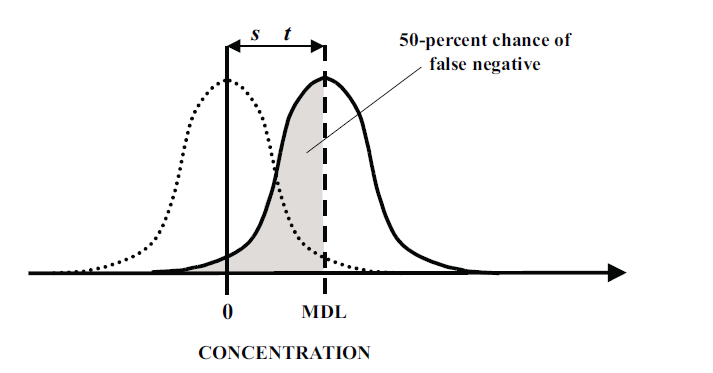 s t
50-percent chance of
false negative
0
MDL
CONCENTRATION